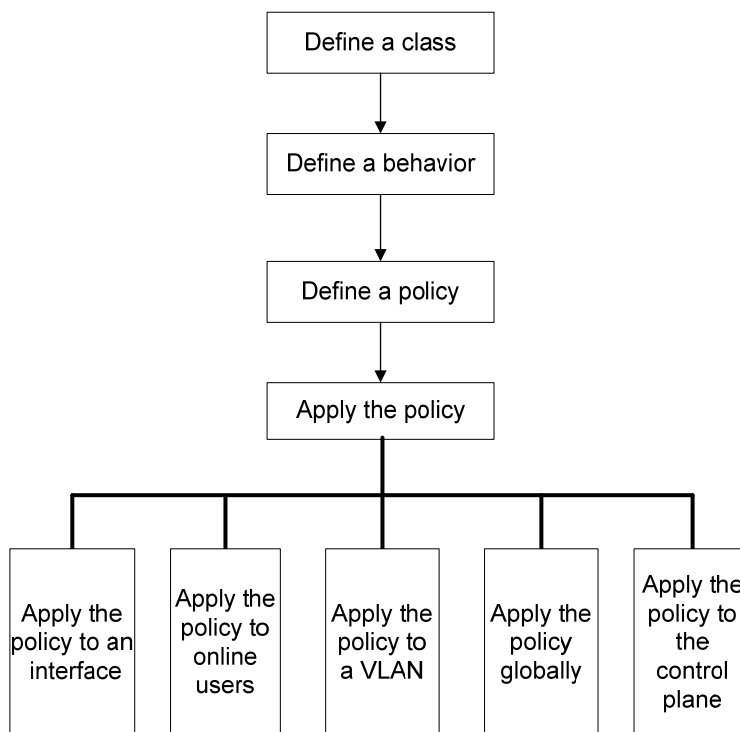 Define a class
Define a behavior
Define a policy
Apply the policy
Apply the
policy to an
interface
Apply the
policy to
online
users
Apply the
policy to
a VLAN
Apply the
policy
globally
Apply the
policy to
the
control
plane